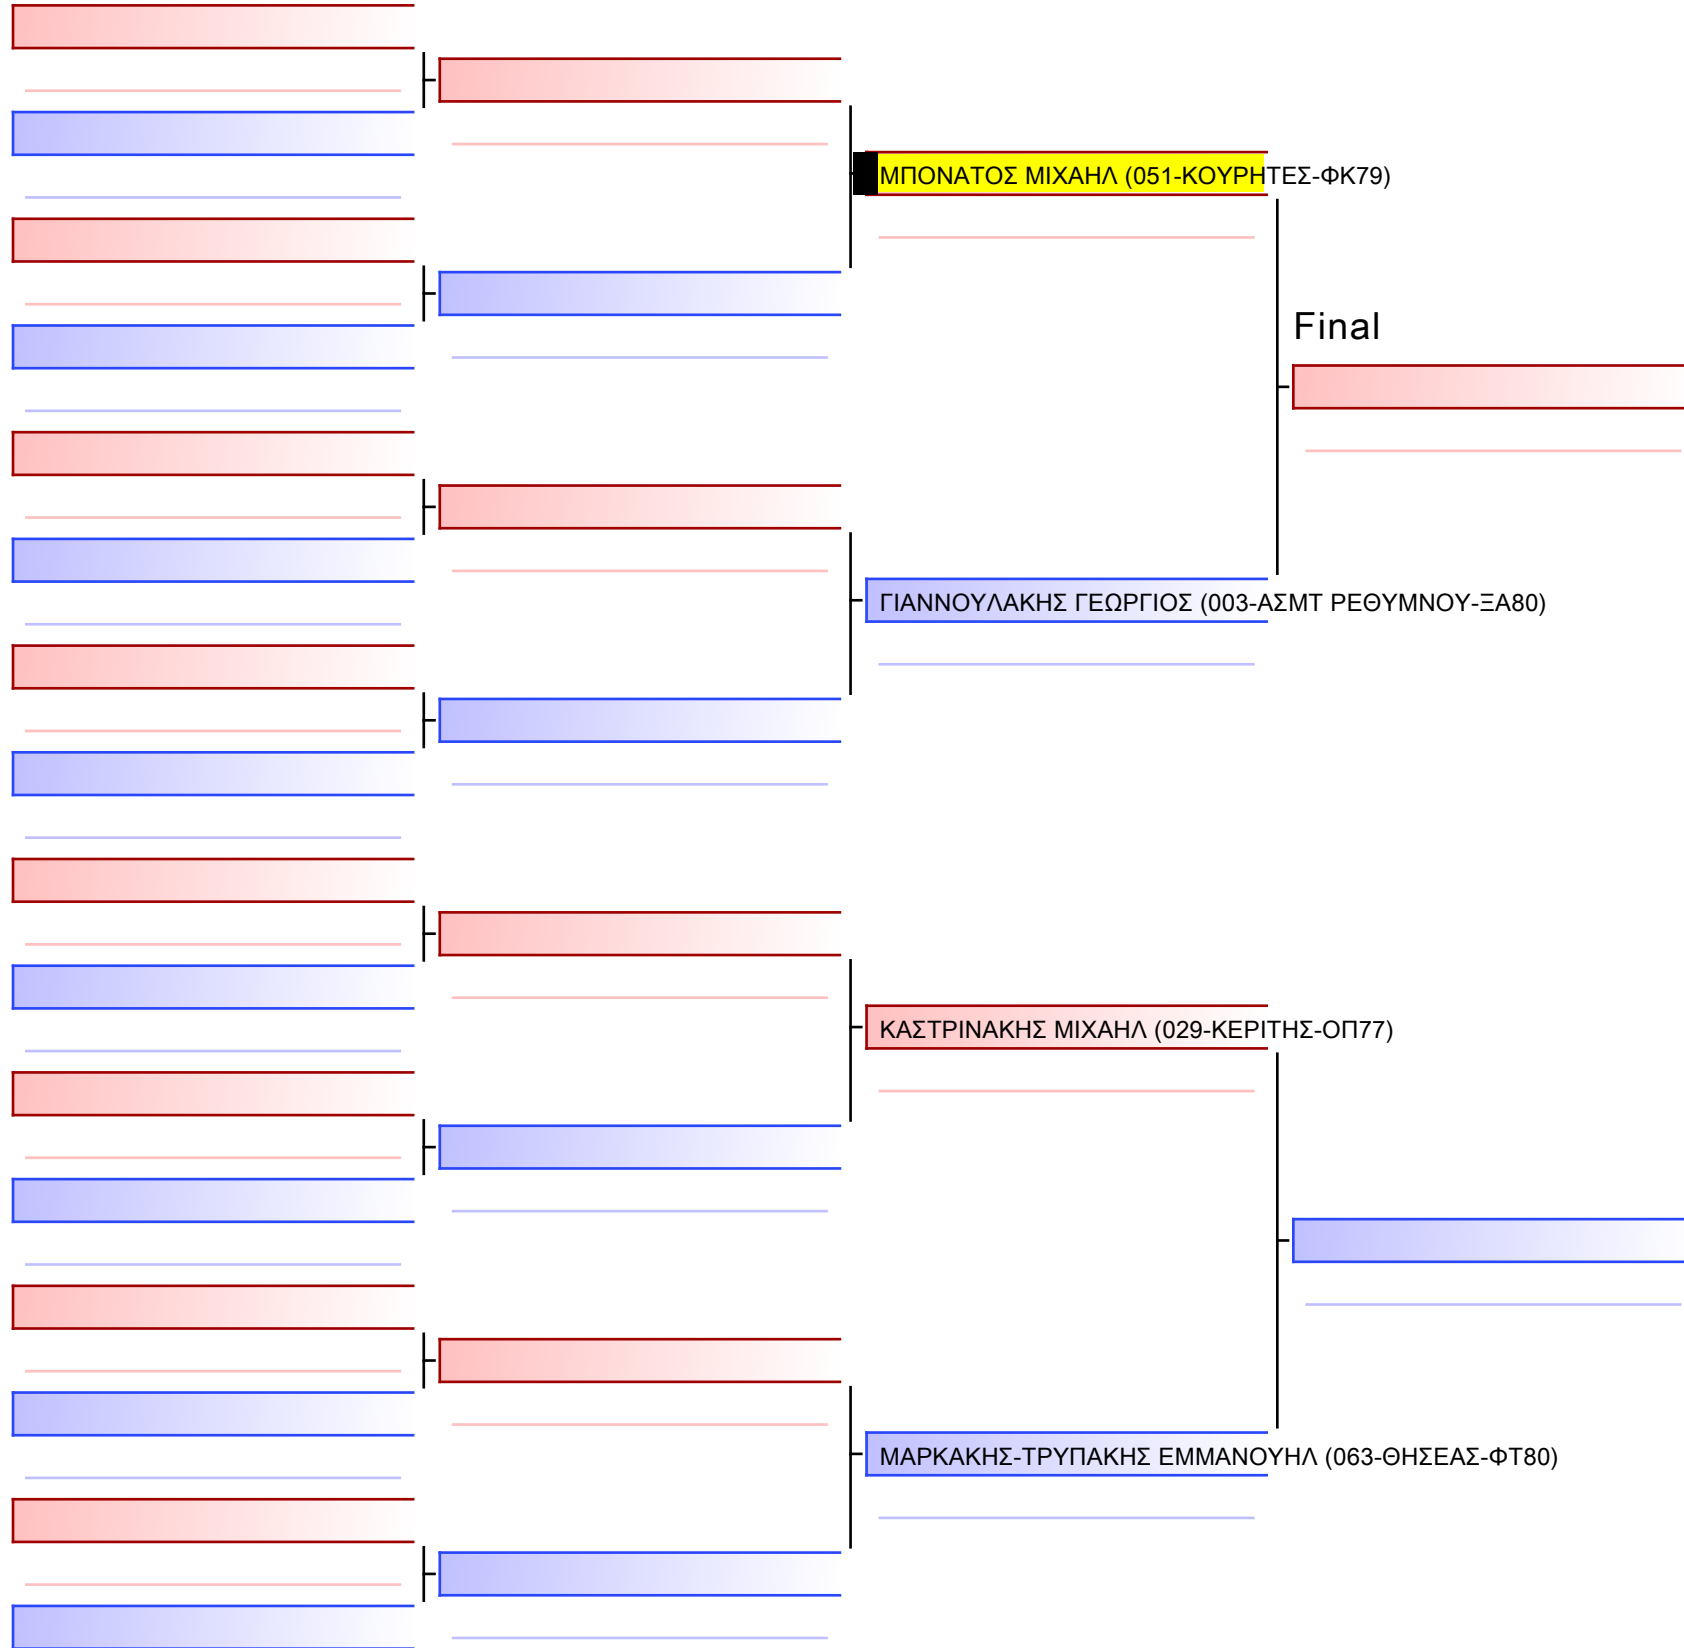 ΜΠΟΝΑΤΟΣ ΜΙΧΑΗΛ (051-ΚΟΥΡΗΤΕΣ-ΦΚ79)
Final
ΓΙΑΝΝΟΥΛΑΚΗΣ ΓΕΩΡΓΙΟΣ (003-ΑΣΜΤ ΡΕΘΥΜΝΟΥ-ΞΑ80)
ΚΑΣΤΡΙΝΑΚΗΣ ΜΙΧΑΗΛ (029-ΚΕΡΙΤΗΣ-ΟΠ77)
ΜΑΡΚΑΚΗΣ-ΤΡΥΠΑΚΗΣ ΕΜΜΑΝΟΥΗΛ (063-ΘΗΣΕΑΣ-ΦΤ80)